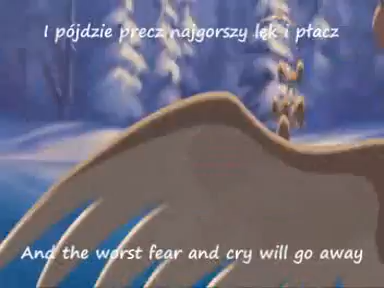 I pójdzie precz najgorszy lęk i płacz
And the worst fear and cry will go away